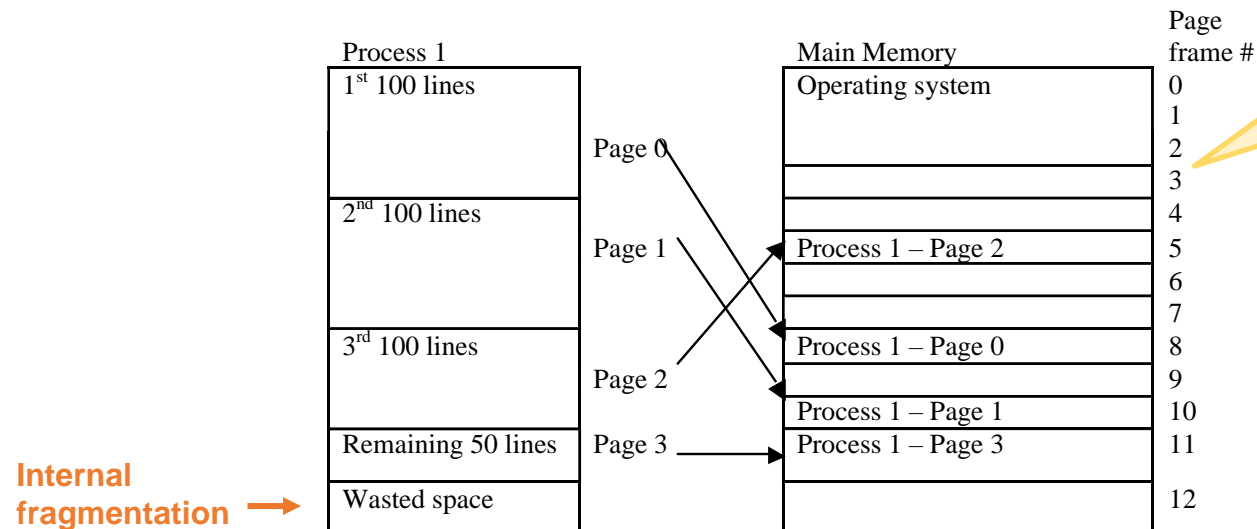 Page
Process 1 Main Memory frame #
1st 100 lines Operating system 0
1
Page 0 2
3
2nd 100 lines 4
Page 1 Process 1 – Page 2 5
6
7
3rd 100 lines Process 1 – Page 0 8
Page 2 9
Process 1 – Page 1 10
Remaining 50 lines Page 3 Process 1 – Page 3 11
Internal
fragmentation Wasted space 12